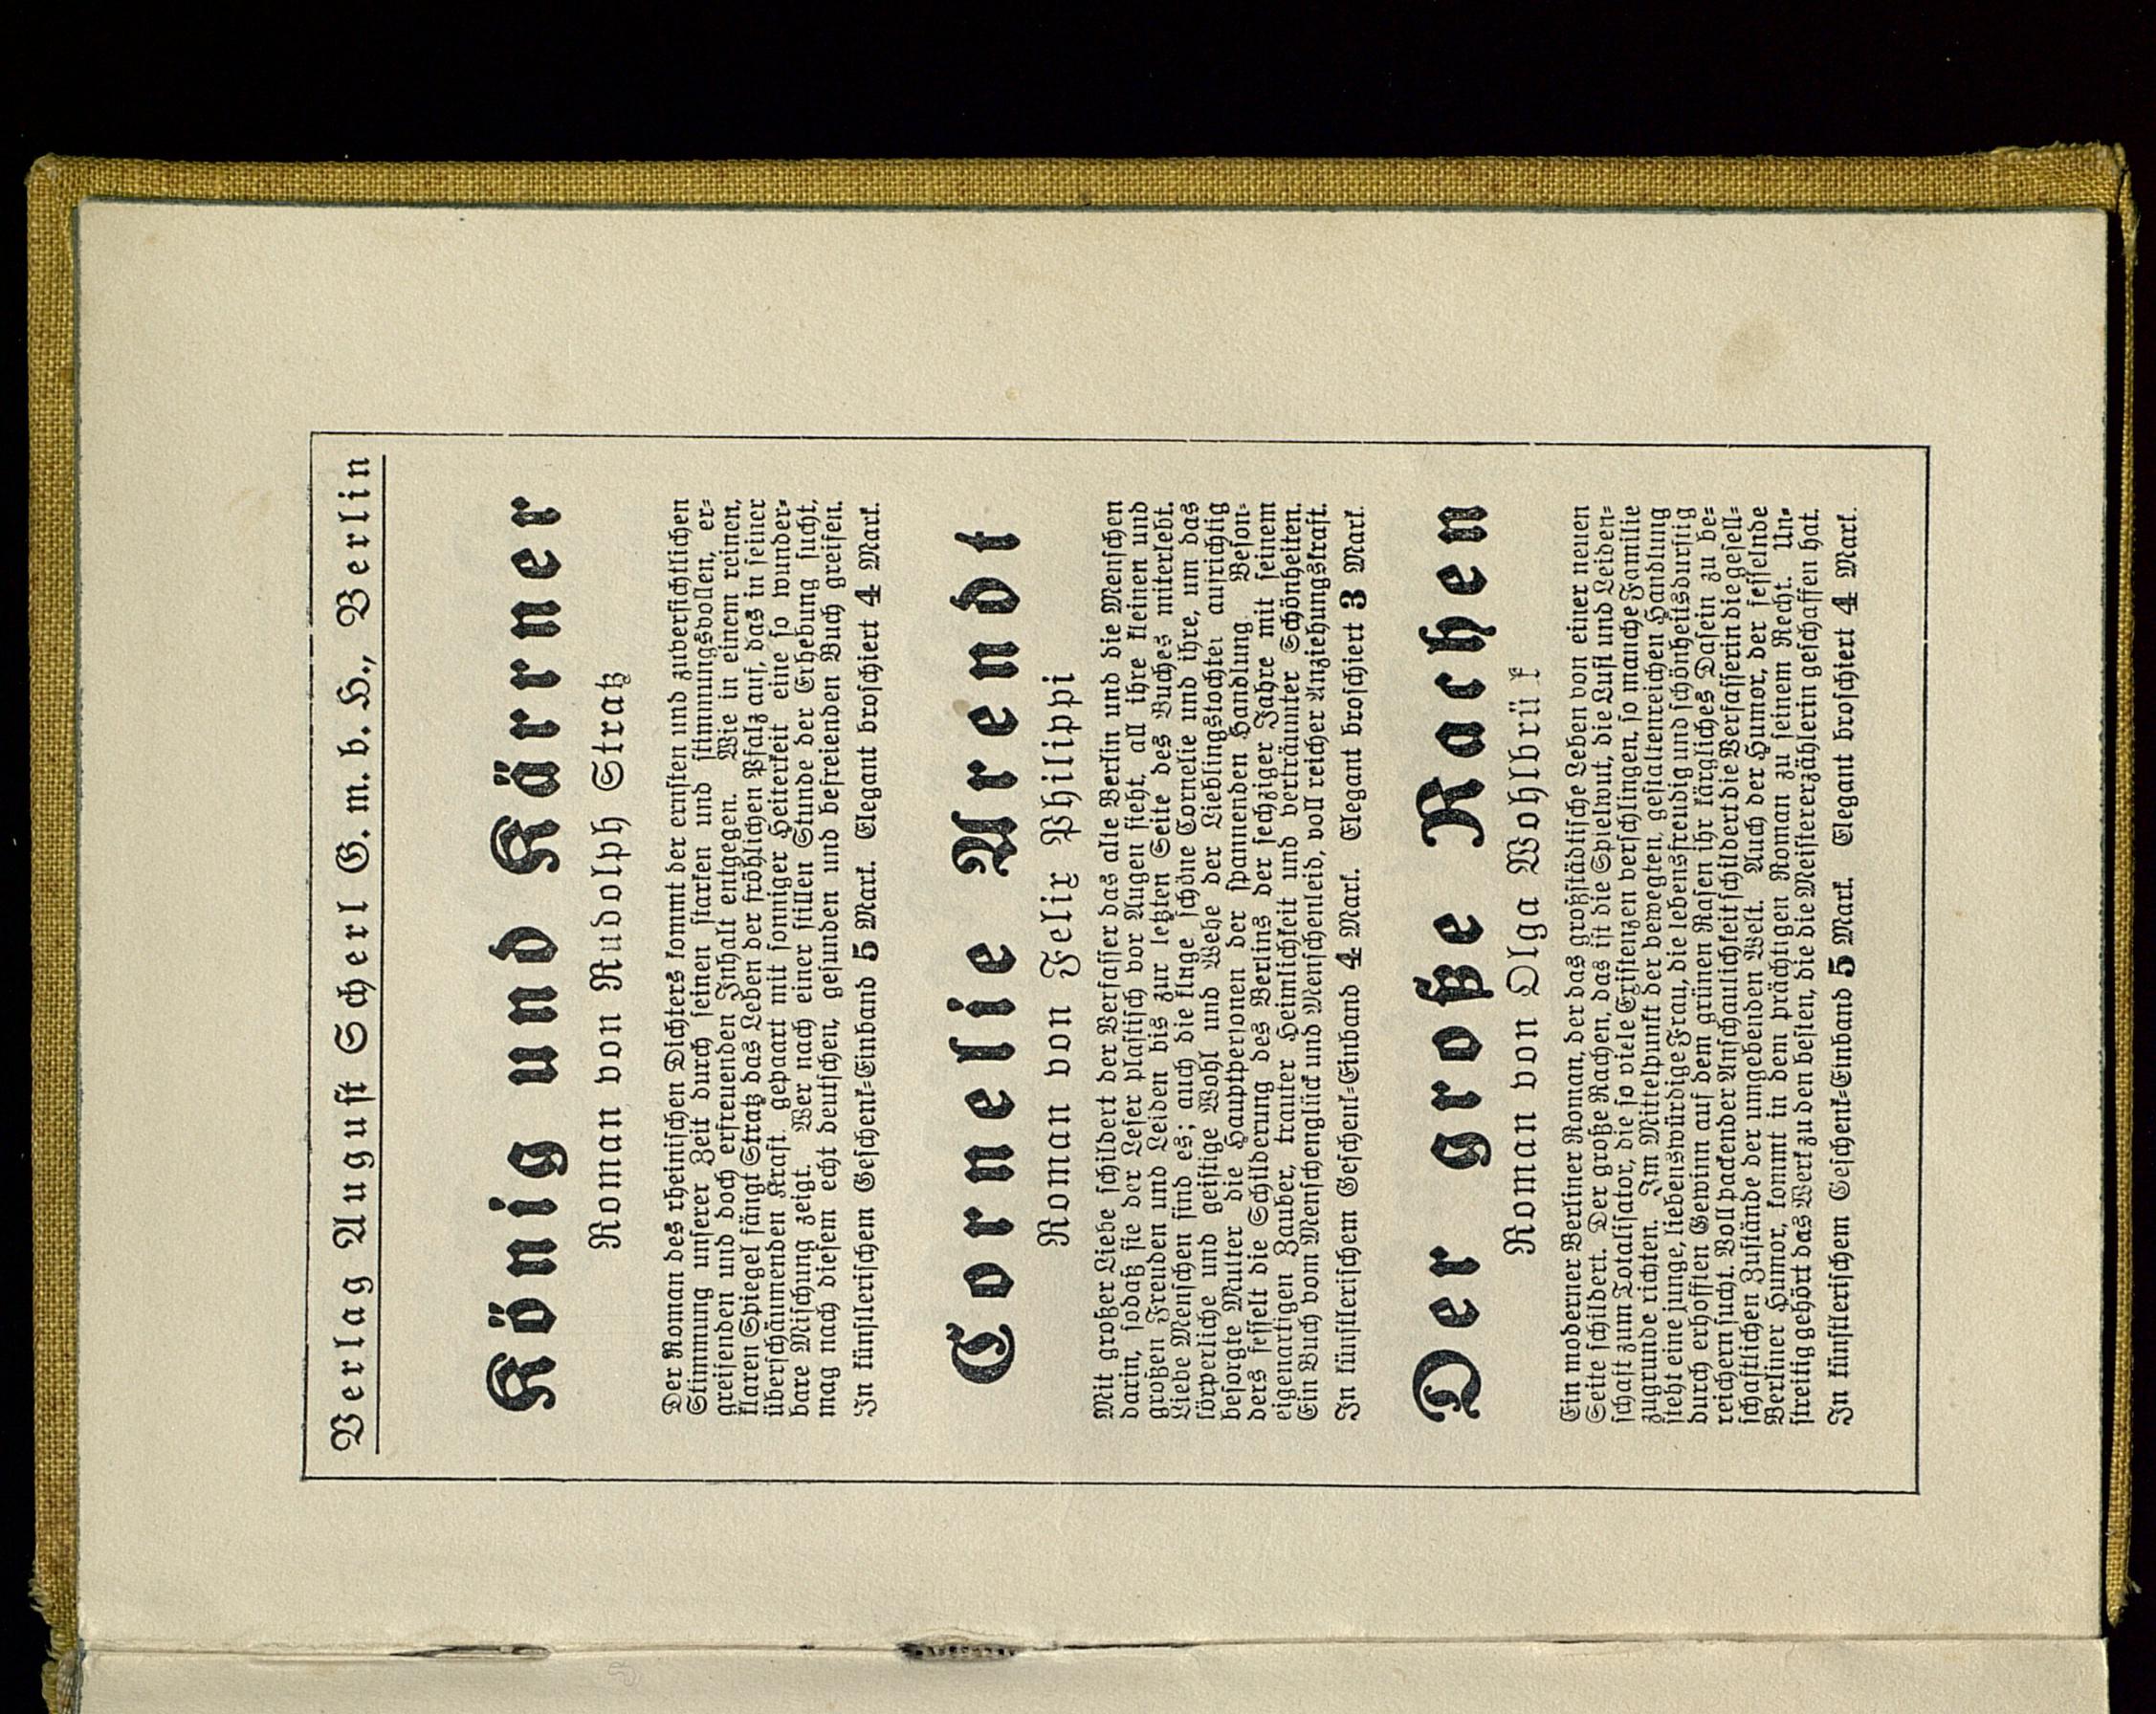 Verlag August Scherl G. m. b. H., Berlin
König und Kärrner
Roman von Rudolph Stratz
Der Roman des rheinischen Dichters kommt der ernsten und zuversichtlichen
Stimmung unserer Zeit durch seinen starken und stimmungsvollen, er-
greifenden und doch erfreuenden Inhalt entgegen. Wie in einem reinen,
klaren Spiegel fängt Stratz das Leben der fröhlichen Pfalz auf, das in seiner
überschäumenden Kraft gepaart mit sonniger Heiterkeit eine so wunder-
bare Mischung zeigt. Wer nach einer stillen Stunde der Erhebung sucht,
mag nach diesem echt deutschen, gesunden und befreienden Buch greifen.
In künstlerischem Geschenk-Einband 5 Mark. Elegant broschiert 4 Mark.
Cornelie Arendt
Roman von Felix Philippi
Mit großer Liebe schildert der Verfasser das alte Berlin und die Menschen
darin, sodaß sie der Leser plastisch vor Augen sieht, all ihre kleinen und
großen Freuden und Leiden bis zur letzten Seite des Buches miterlebt.
Liebe Menschen sind es; auch die kluge schöne Cornelie und ihre, um das
körperliche und geistige Wohl und Wehe der Lieblingstochter aufrichtig
besorgte Mutter die Hauptpersonen der spannenden Handlung. Beson-
ders fesselt die Schilderung des Berlins der sechziger Jahre mit seinem
eigenartigen Zauber, trauter Heimlichkeit und verträumter Schönheiten.
Ein Buch vom Menschenglück und Menschenleid, voll reicher Anziehungskraft.
In künstlerischem Geschenk-Einband 4 Mark. Elegant broschiert 3 Mark.
Der große Rachen
Roman von Olga Wohlbrück
Ein moderner Berliner Roman, der das großstädtische Leben von einer neuen
Seite schildert. Der große Rachen, das ist die Spielwut, die Lust und Leiden-
schaft zum Totalisator, die so viele Existenzen verschlingen, so manche Familie
zugrunde richten. Im Mittelpunkt der bewegten, gestaltenreichen Handlung
steht eine junge, liebenswürdige Frau, die lebensfreudig und schönheitsdurstig
durch erhofften Gewinn auf dem grünen Rasen ihr kärgliches Dasein zu be-
reichern sucht. Voll packender Anschaulichkeit schildert die Verfasserin die gesell-
schaftlichen Zustände der umgebenden Welt. Auch der Humor, der fesselnde
Berliner Humor, kommt in dem prächtigen Roman zu seinem Recht. Un-
streitig gehört das Werk zu den besten, die die Meistererzählerin geschaffen hat.
In künstlerischem Geschenk-Einband 5 Mark. Elegant broschiert 4 Mark.